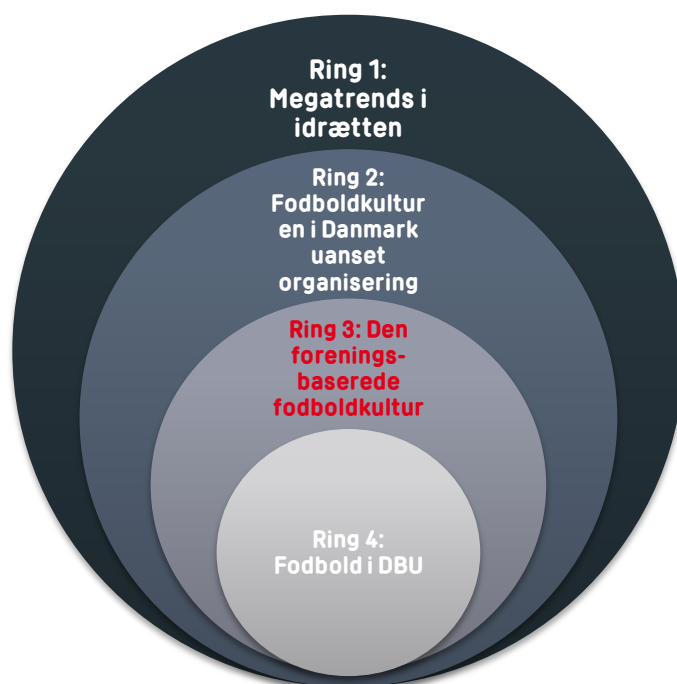 Ring 1:
Megatrends i
idrætten
Ring 2:
Fodboldkultur
en i Danmark
uanset
organisering
Ring 3: Den
forenings-
baserede
fodboldkultur
Ring 4:
Fodbold i DBU